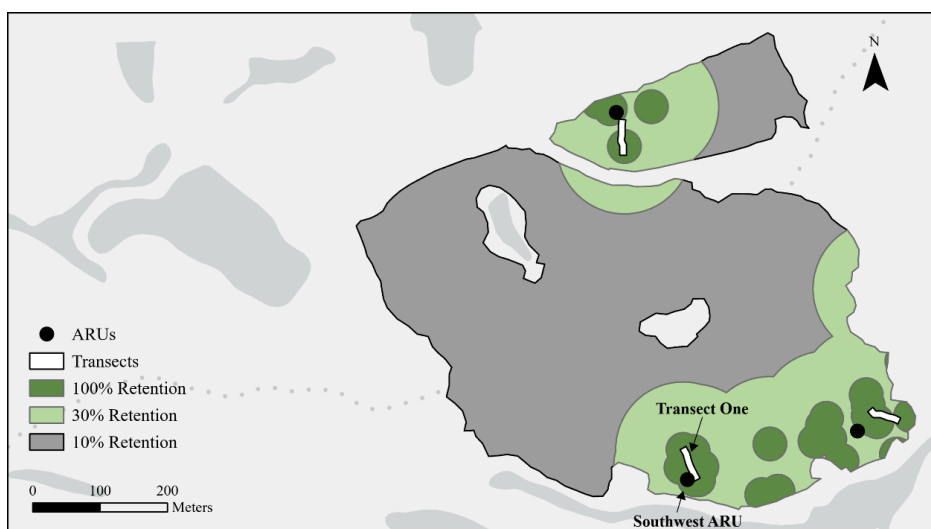 N
ARUs
Transects
100% Retention
30% Retention
10% Retention
0 100 200
Meters
Transect One
Southwest ARU